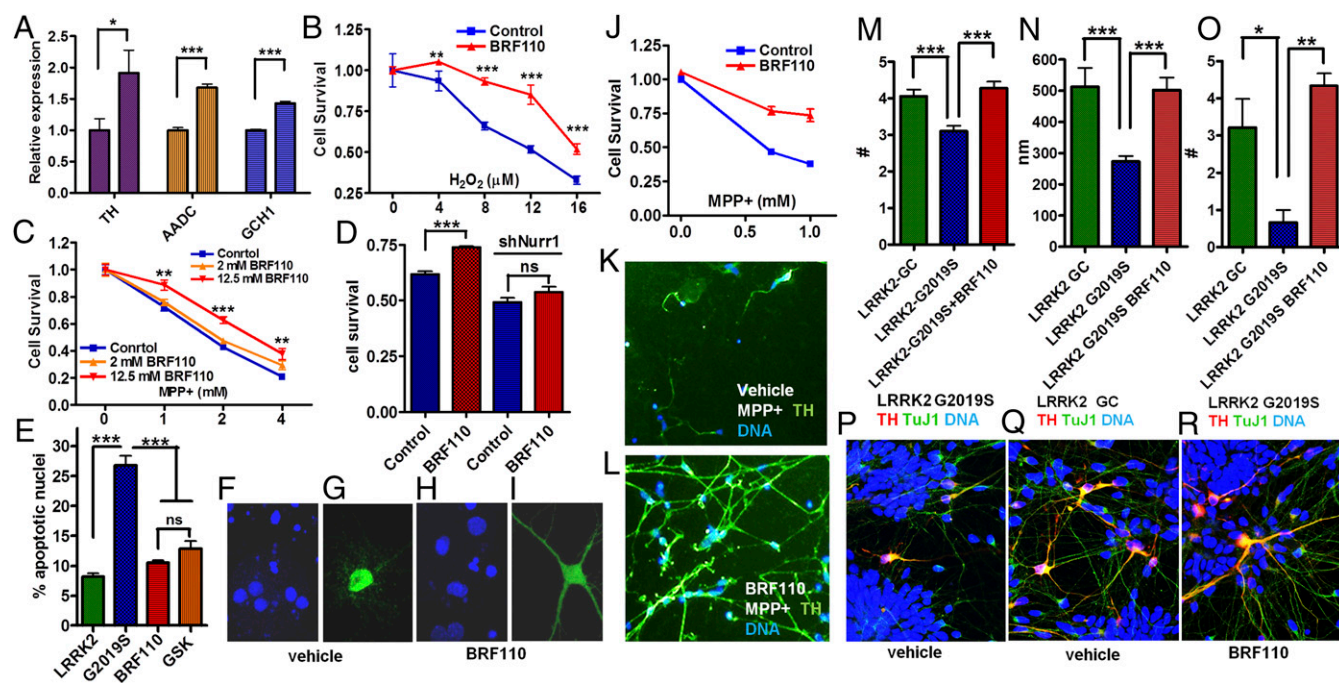 A
Relative expression
2.5
2.0
1.5
1.0
0.5
0.0
*
***
***
TH
AADC
GCH1
B
Cell Survival
1.25
1.00
0.75
0.50
0.25
Control
BRF110
**
***
***
***
H2O2 (μM)
0 4 8 12 16
C
Cell Survival
1.2
1.0
0.8
0.6
0.4
0.2
0.0
Conrtol
2 mM BRF110
12.5 mM BRF110
**
***
**
Conrtol
2 mM BRF110
12.5 mM BRF110
MPP+ (mM)
0 1 2 4
D
cell survival
0.75
0.50
0.25
0.00
***
shNurr1
ns
Control
BRF110
Control
BRF110
E
% apoptotic nuclei
30
25
20
15
10
5
0
*** ***
ns
LRRK2
G2019S
BRF110
GSK
F G H I
vehicle BRF110
J
Cell Survival
1.25
1.00
0.75
0.50
0.25
0.00
Control
BRF110
MPP+ (mM)
0.0 0.5 1.0
K
Vehicle
MPP+ TH
DNA
L
BRF110
MPP+ TH
DNA
M
#
5
4
3
2
1
0
*** ***
LRRK2-GC
LRRK2-G2019S
LRRK2-G2019S+BRF110
N
nm
600
500
400
300
200
100
0
*** ***
LRRK2 GC
LRRK2 G2019S
LRRK2 G2019S BRF110
O
#
5
4
3
2
1
0
* **
LRRK2 GC
LRRK2 G2019S
LRRK2 G2019S BRF110
LRRK2 G2019S
TH TuJ1 DNA
P
vehicle
LRRK2 GC
TH TuJ1 DNA
Q
vehicle
LRRK2 G2019S
TH TuJ1 DNA
R
BRF110